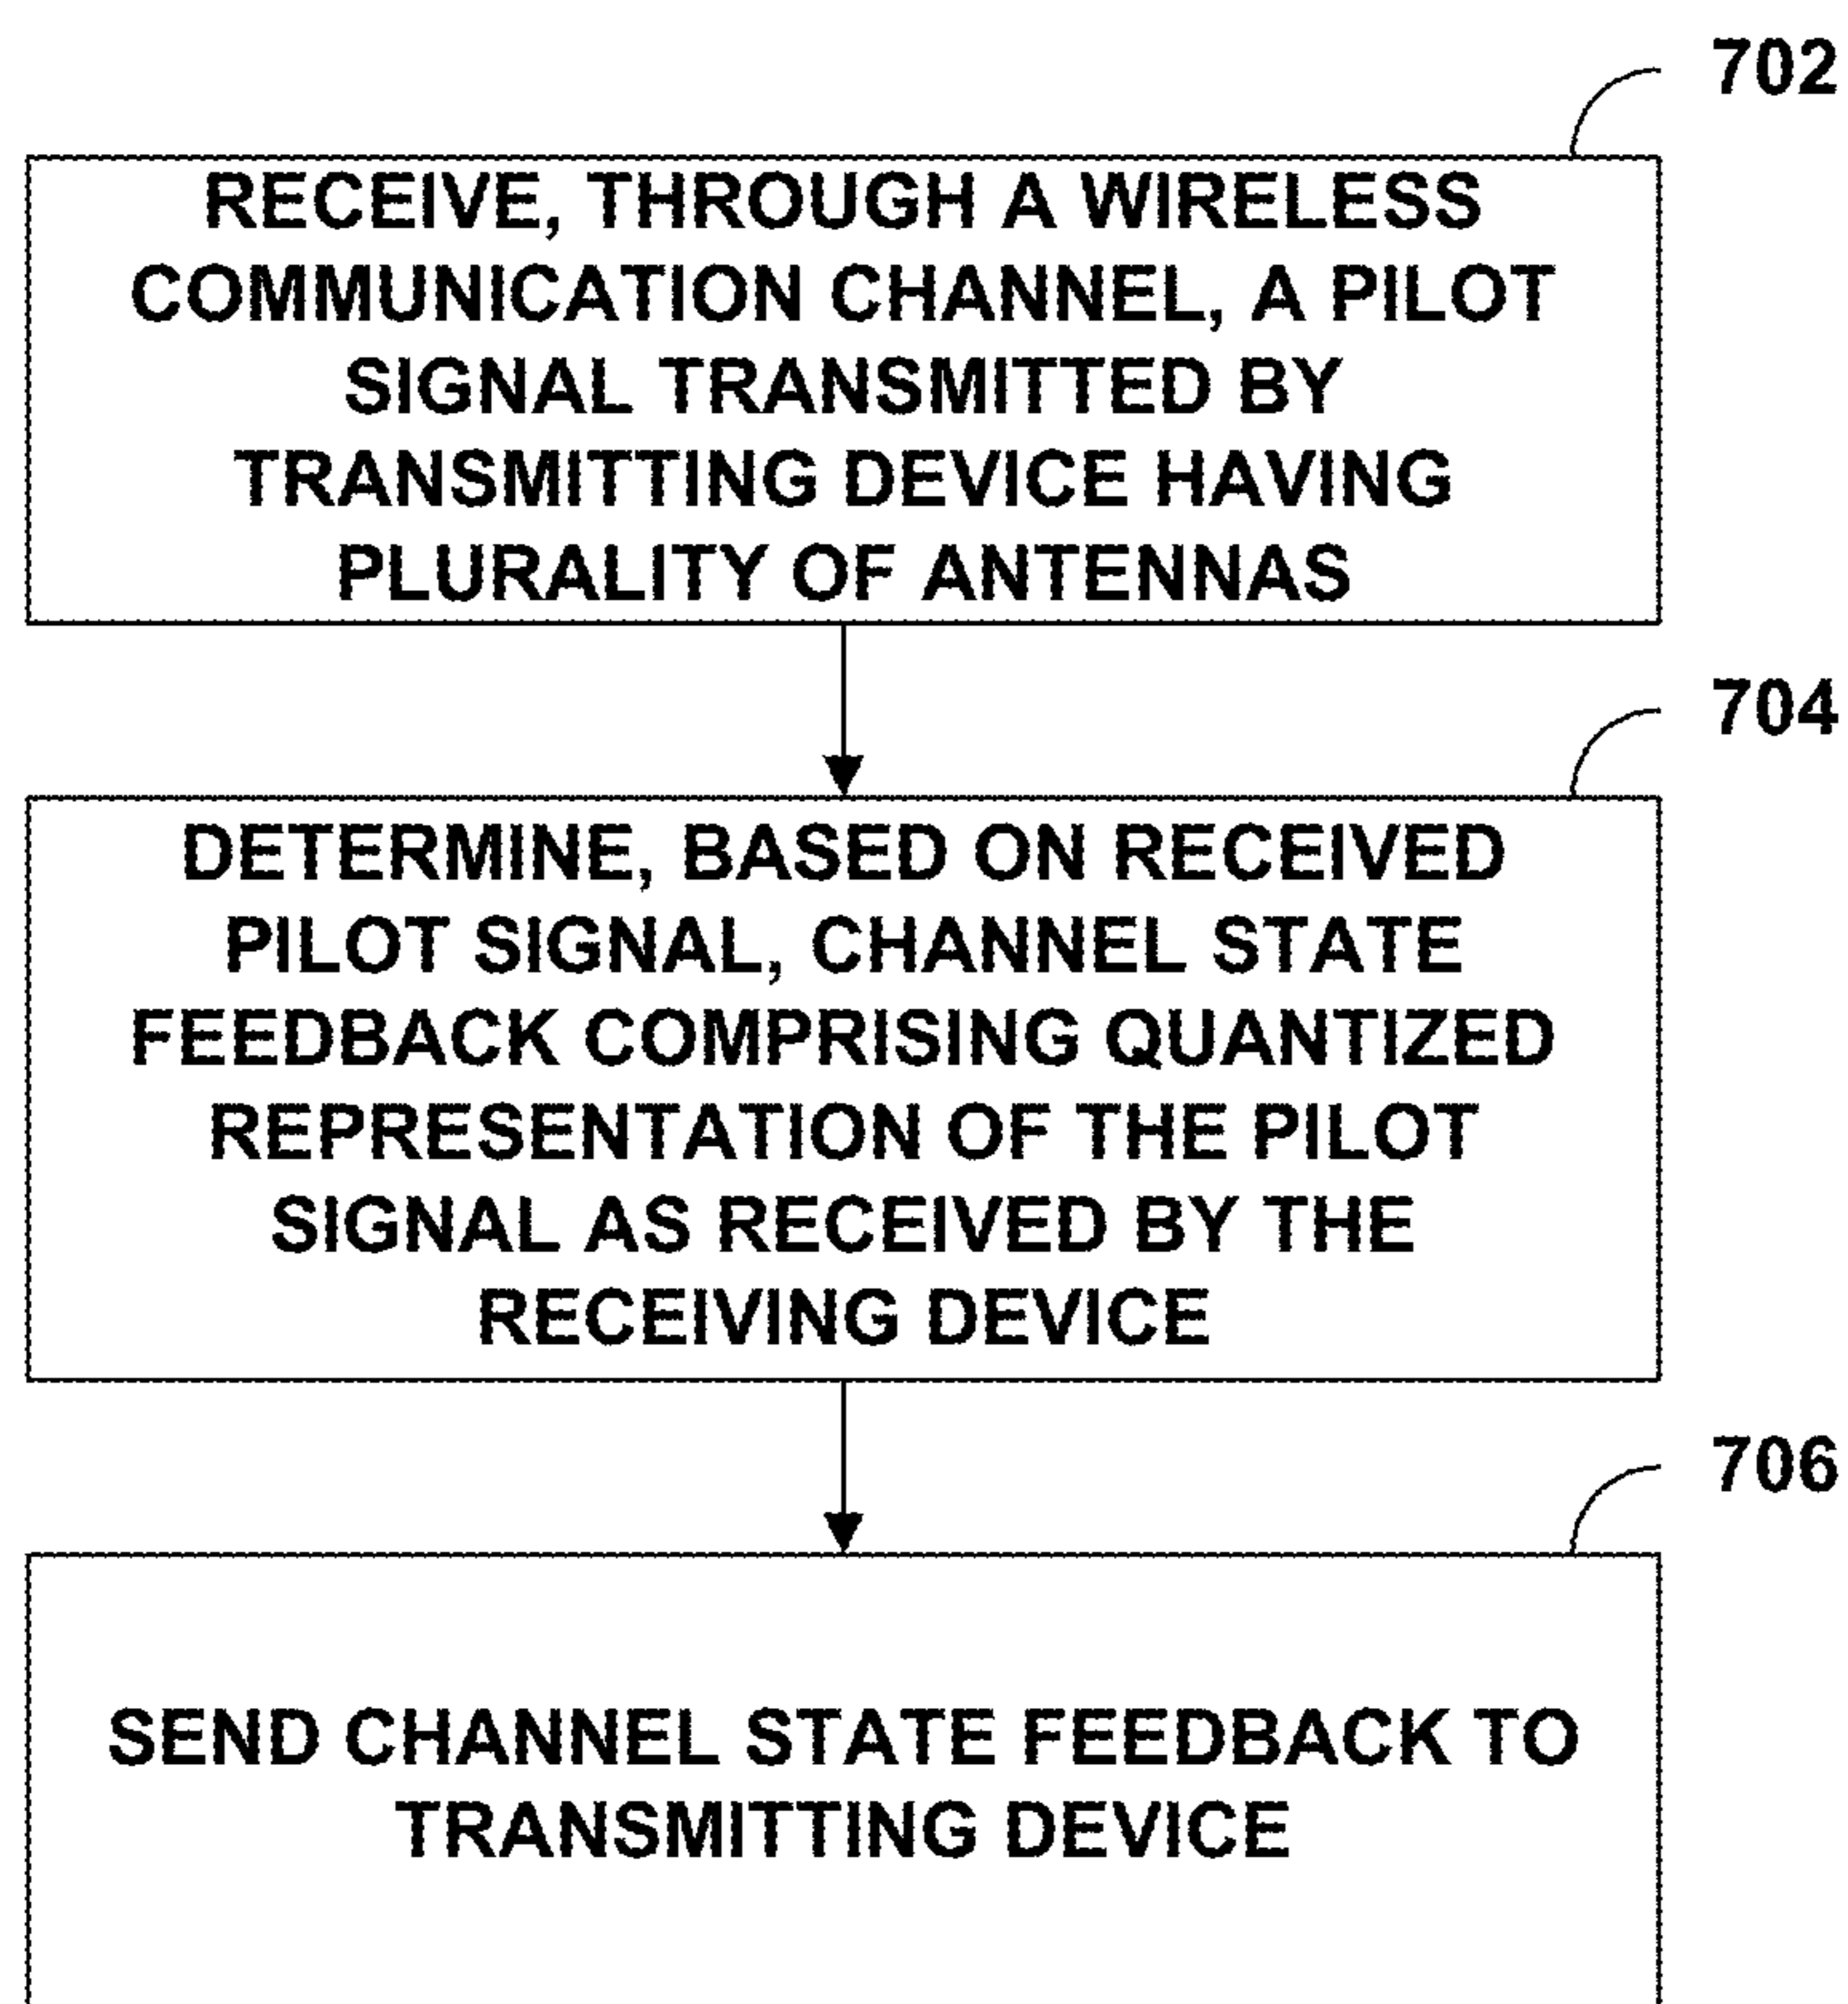 702
RECEIVE, THROUGH A WIRELESS
COMMUNICATION CHANNEL, A PILOT
SIGNAL TRANSMITTED BY
TRANSMITTING DEVICE HAVING
PLURALITY OF ANTENNAS
704
DETERMINE, BASED ON RECEIVED
PILOT SIGNAL, CHANNEL STATE
FEEDBACK COMPRISING QUANTIZED
REPRESENTATION OF THE PILOT
SIGNAL AS RECEIVED BY THE
RECEIVING DEVICE
706
SEND CHANNEL STATE FEEDBACK TO
TRANSMITTING DEVICE